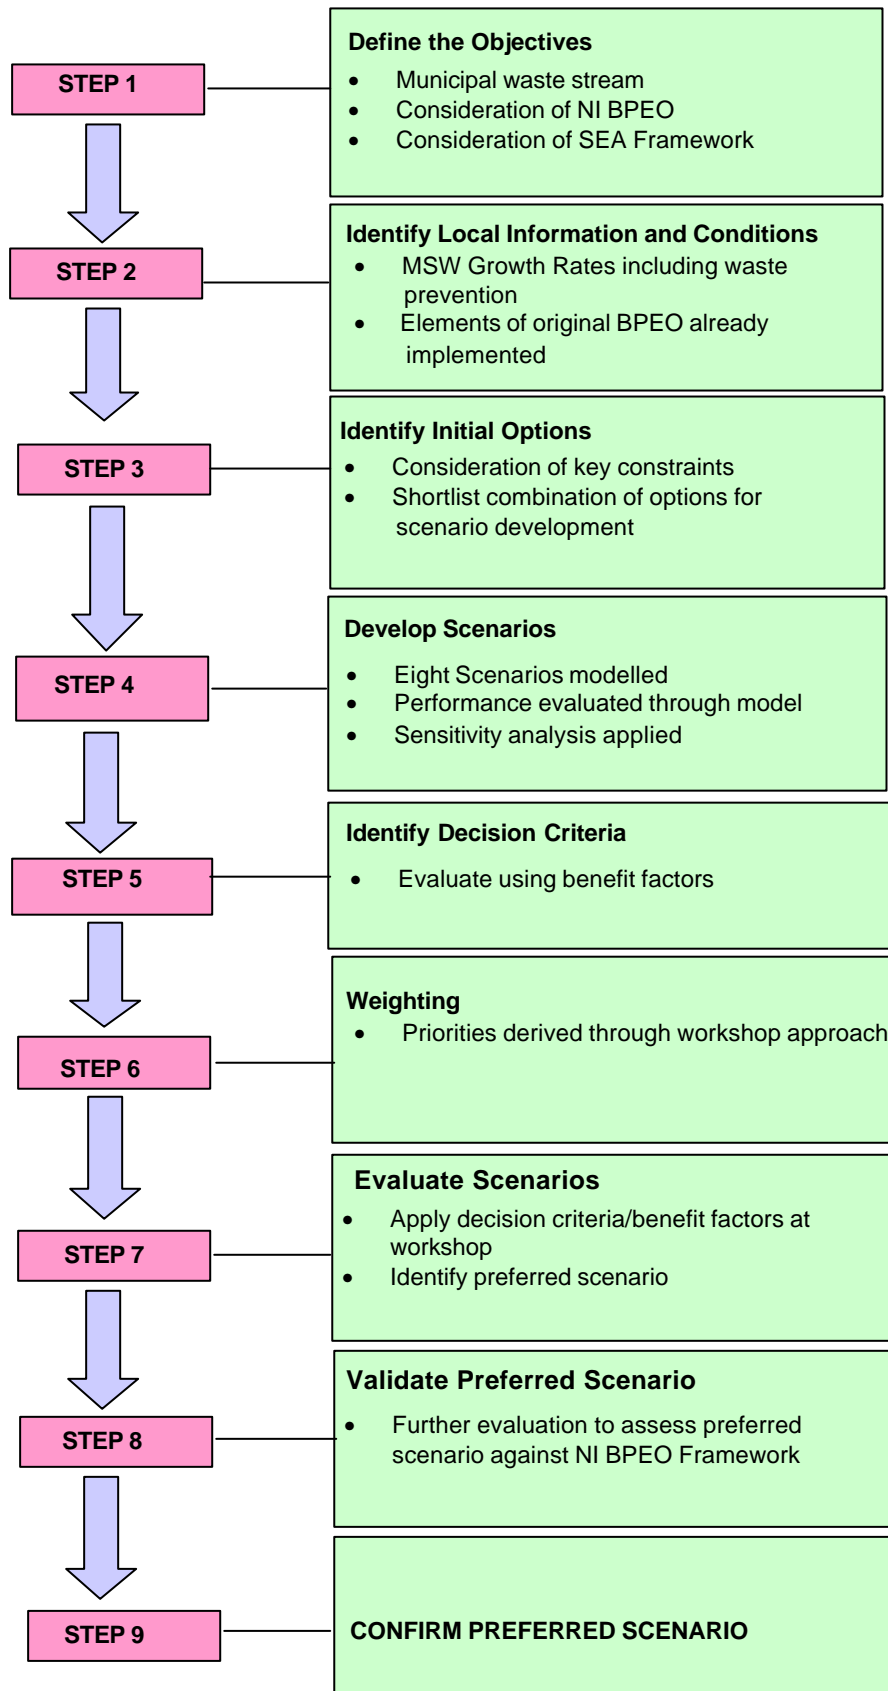 STEP 1
Define the Objectives
• Municipal waste stream
• Consideration of NI BPEO
• Consideration of SEA Framework
STEP 2
Identify Local Information and Conditions
• MSW Growth Rates including waste
prevention
• Elements of original BPEO already
implemented
STEP 3
Identify Initial Options
• Consideration of key constraints
• Shortlist combination of options for
scenario development
STEP 4
Develop Scenarios
• Eight Scenarios modelled
• Performance evaluated through model
• Sensitivity analysis applied
STEP 5
Identify Decision Criteria
• Evaluate using benefit factors
STEP 6
Weighting
• Priorities derived through workshop approach
STEP 7
Evaluate Scenarios
• Apply decision criteria/benefit factors at
workshop
• Identify preferred scenario
STEP 8
Validate Preferred Scenario
• Further evaluation to assess preferred
scenario against NI BPEO Framework
STEP 9
CONFIRM PREFERRED SCENARIO